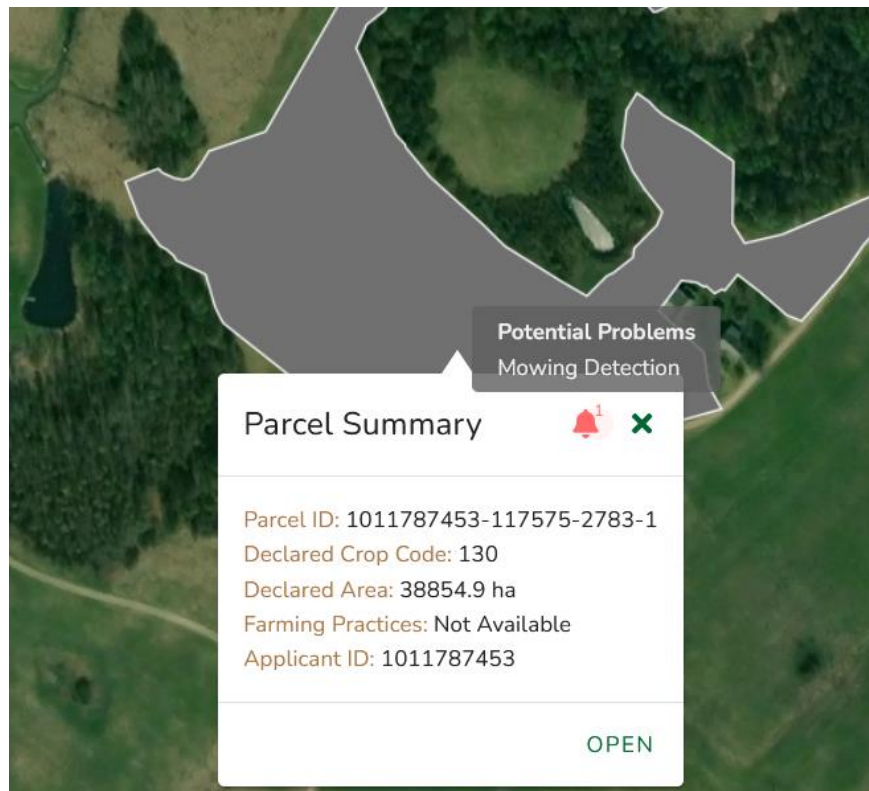 Potential Problems
Mowing Detection
Parcel Summary
1
Parcel ID: 1011787453-117575-2783-1
Declared Crop Code: 130
Declared Area: 38854.9 ha
Farming Practices: Not Available
Applicant ID: 1011787453
OPEN